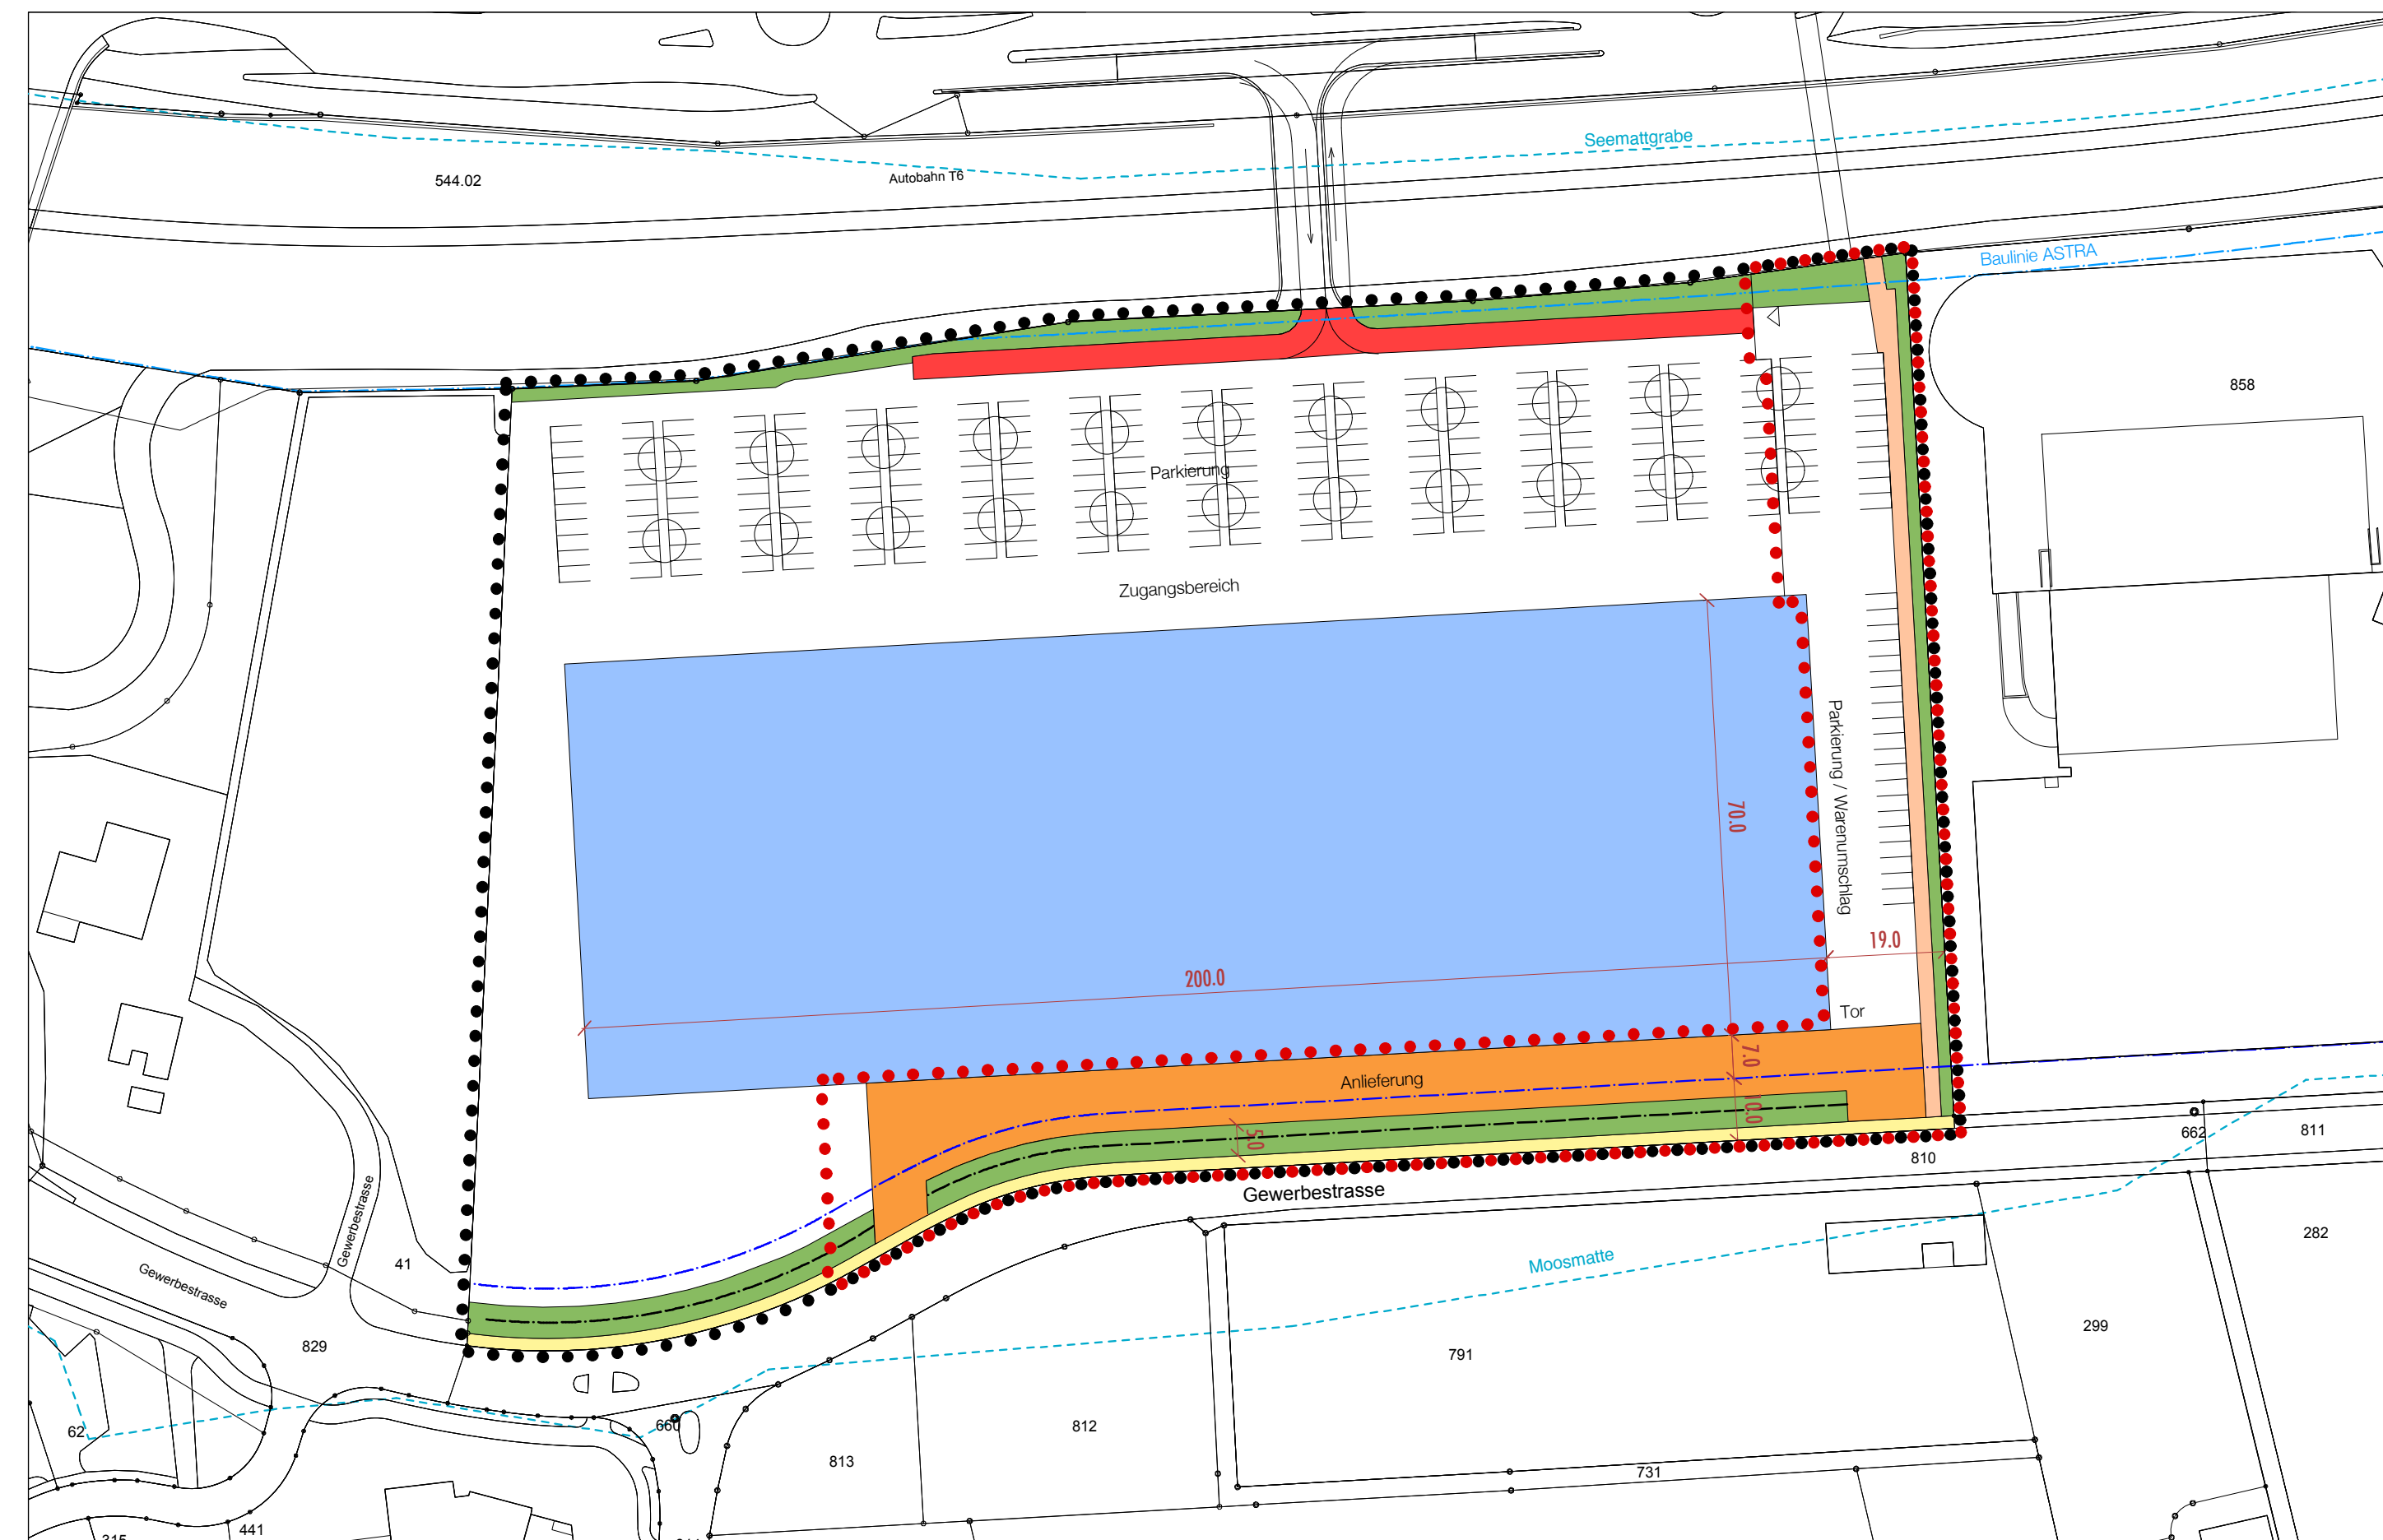 Seemattgrabe
544.02
Autobahn T6
Baulinie ASTRA
858
Parkierung
Zugangsbereich
Parkierung / Warenumschlag
70.0
19.0
200.0
Tor
7.0
Anlieferung
10.0
5.0
662
811
810
Gewerbestrasse
Gewerbestrasse
41
Gewerbestrasse
282
Moosmatte
299
829
791
62
660
812
813
731
441
315